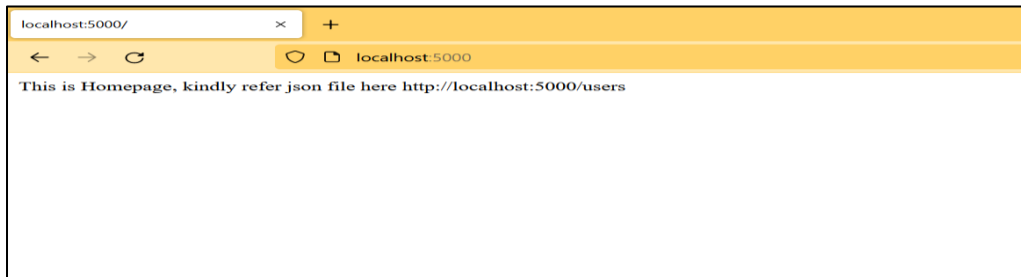 localhost:5000/
localhost:5000
This is Homepage, kindly refer json file here http://localhost:5000/users